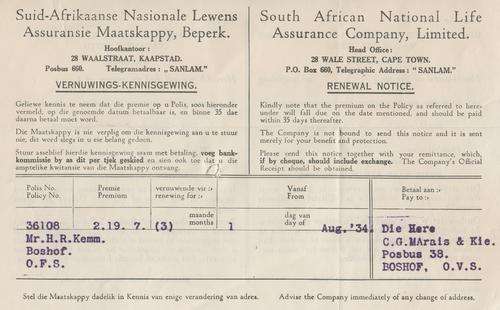 Suid-Afrikaanse Nasionale Lewens
Assuransie Maatskappy, Beperk.
Hoofkantoor :
28 WAALSTRAAT, KAAPSTAD.
Posbus 660. Telegramadres : „SANLAM."
VERNUWINGS-KENNISGEWING.
Geliewe kennis te neem dat die premie op u Polis, soos hieronder
vermeld, op die genoemde datum betaalbaar is, en binne 35 dae
daarna betaal moet word.
Die Maatskappy is nie verplig om die kennisgewing aan u te stuur
nie, dit word slegs in u eie belang gedoen.
Stuur asseblief hierdie kennisgewing saam met betaling, voeg bank-
kommissie by as dit per tjek geskied en sien ook toe dat u die
amptelike kwitansie van die Maatskappy ontvang.
South African National Life
Assurance Company, Limited.
Head Office :
28 WALE STREET, CAPE TOWN.
P.O. Box 660, Telegraphic Address : "SANLAM."
RENEWAL NOTICE.
Kindly note that the premium on the Policy as referred to here-
under will fall due on the date mentioned, and should be paid
within 35 days thereafter.
The Company is not bound to send this notice and it is sent
merely for your benefit and protection.
Please send this notice together with your remittance, which,
if by cheque, should include exchange. The Company's Official
Receipt should be obtained.
Polis No. Premie vernuwende vir :- Vanaf Betaal aan :-
Policy No. Premium renewing for :- From Pay to :-
maande dag van
months day of
36108 2.19. 7. (3) 1 Aug.'34. Die Here
Mr.H.R.Kemm. C.G.MArais & Kie.
Boshof. Posbus 38.
O.F.S. BOSHOF, O.V.S.
Stel die Maatskappy dadelik in Kennis van enige verandering van adres. Advise the Company immediately of any change of address.